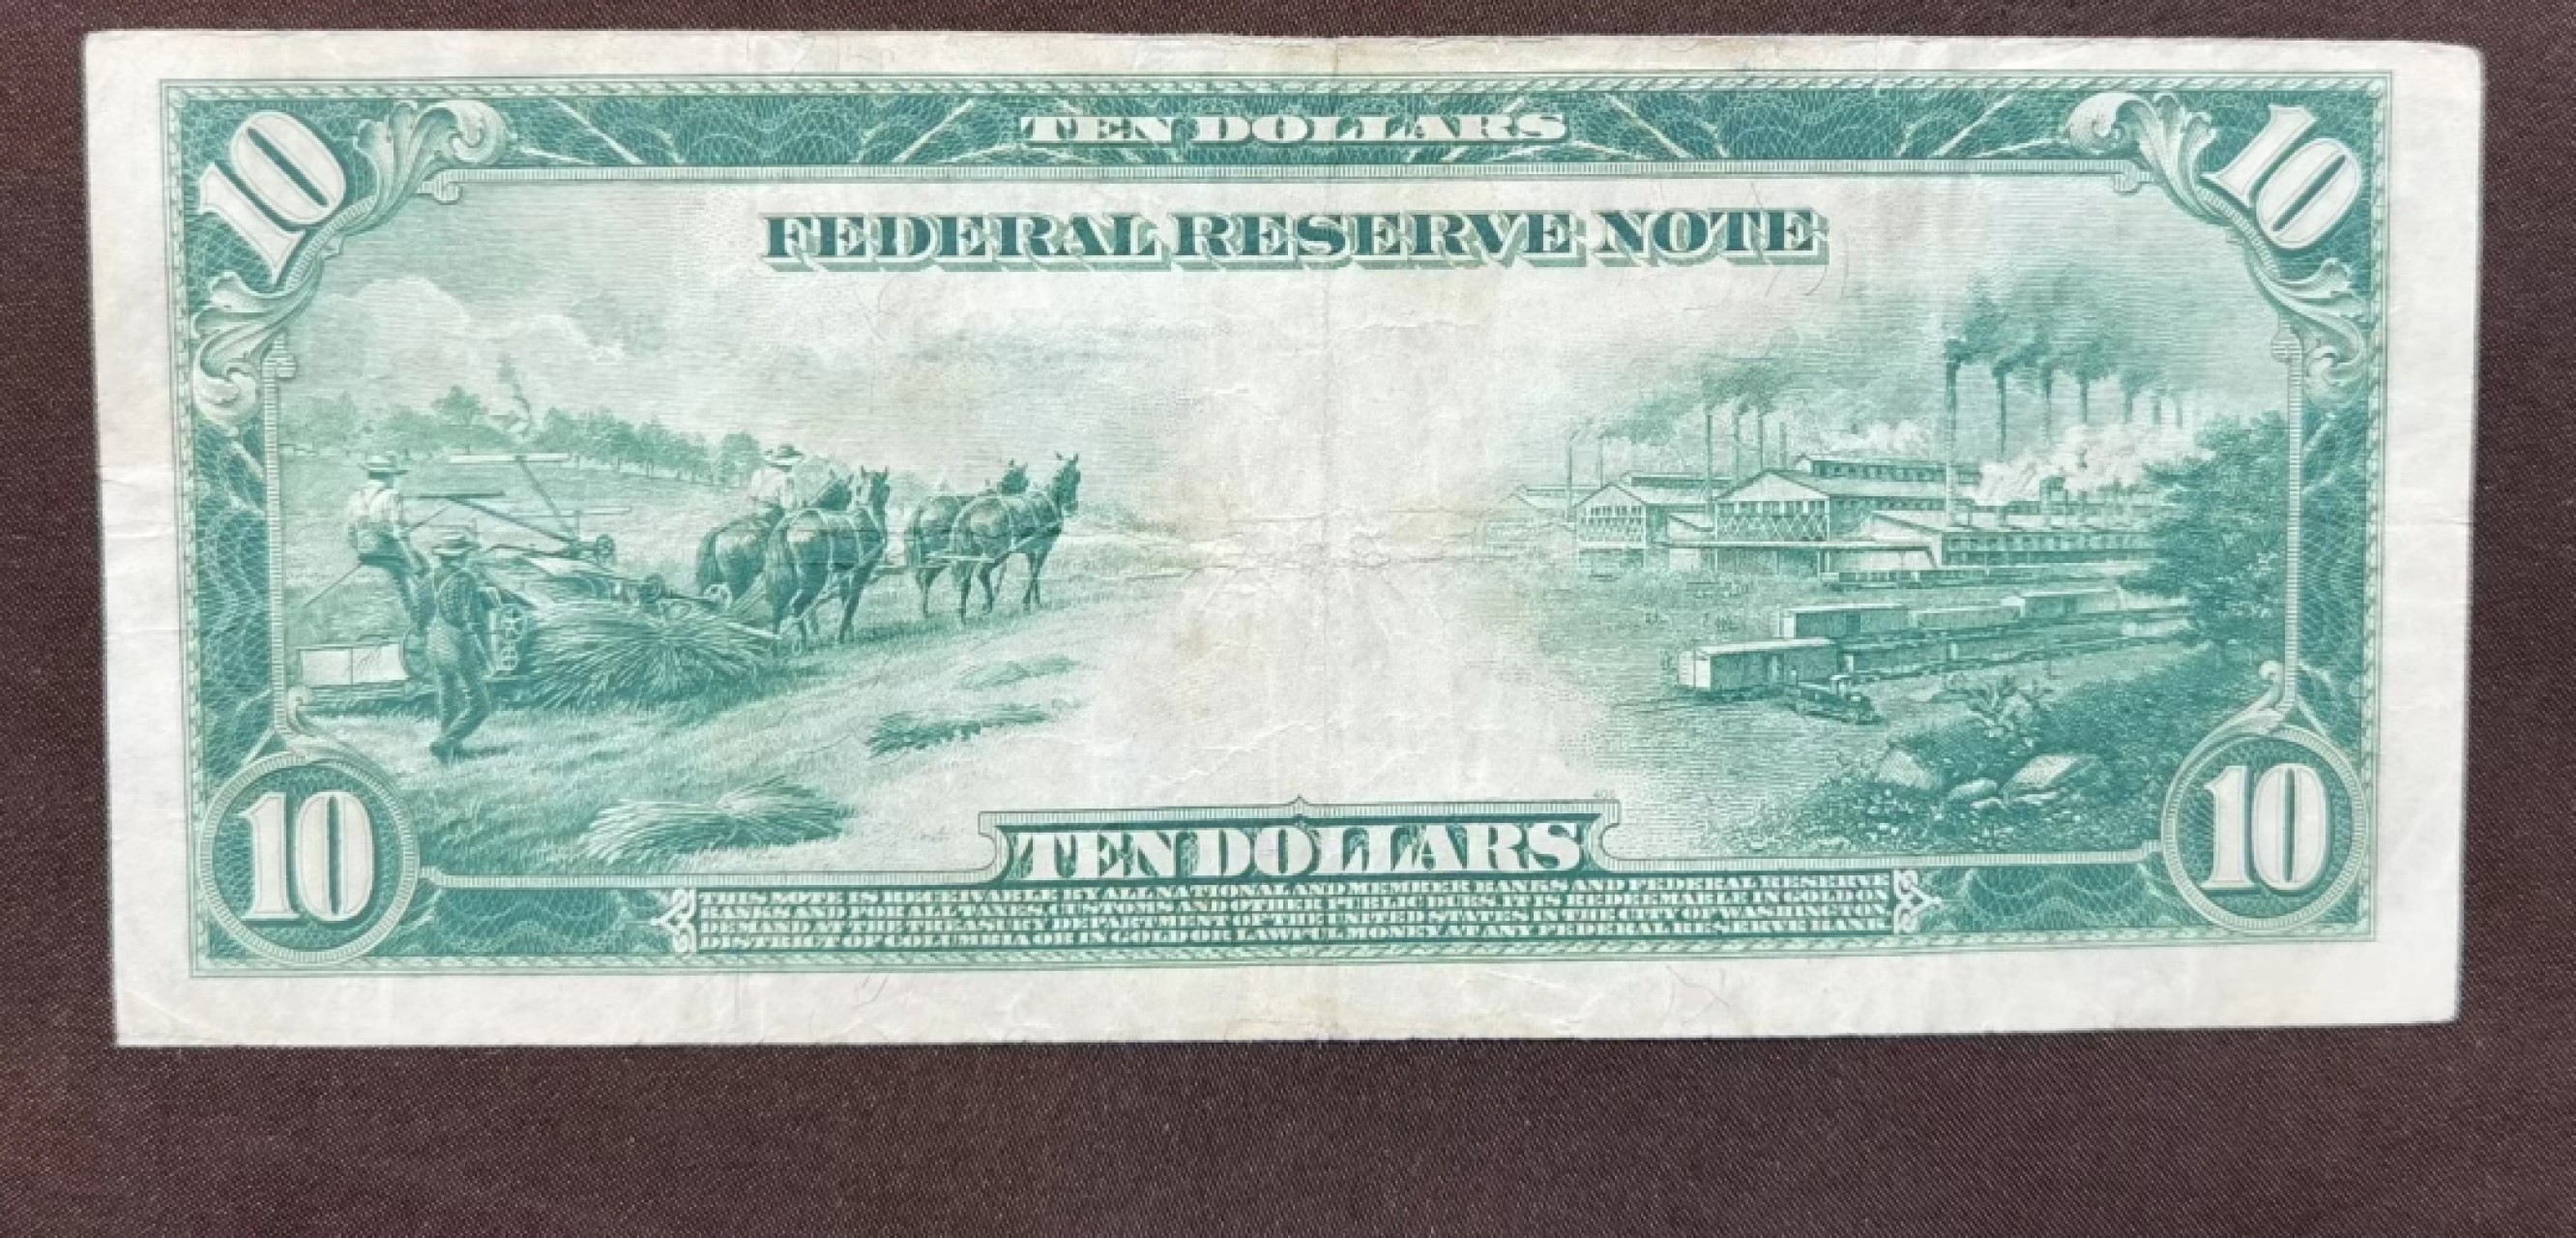 10 TEN DOLLARS 10
FEDERAL RESERVE NOTE
10 TEN DOLLARS 10
THIS NOTE IS RECEIVABLE BY ALL NATIONAL AND MEMBER BANKS AND FEDERAL RESERVE
BANKS AND FOR ALL TAXES, CUSTOMS AND OTHER PUBLIC DUES. IT IS REDEEMABLE IN GOLD ON
DEMAND AT THE TREASURY DEPARTMENT OF THE UNITED STATES IN THE CITY OF WASHINGTON
DISTRICT OF COLUMBIA OR IN GOLD OR LAWFUL MONEY AT ANY FEDERAL RESERVE BANK